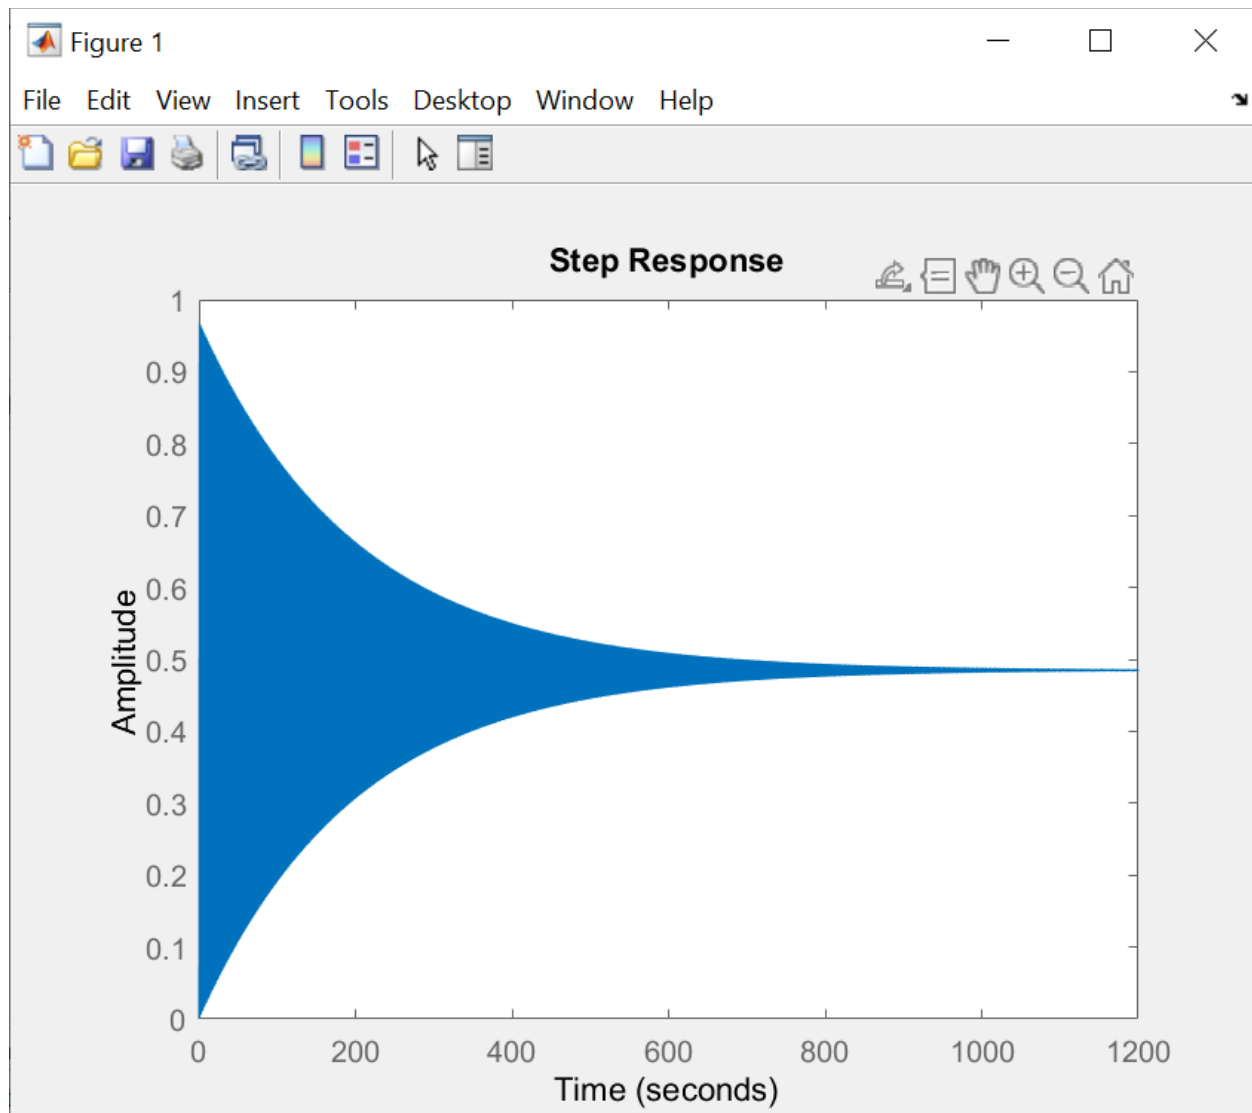 Figure 1
File Edit View Insert Tools Desktop Window Help
Step Response
1
0.9
0.8
0.7
0.6
0.5
0.4
0.3
0.2
0.1
0
Amplitude
0 200 400 600 800 1000 1200
Time (seconds)